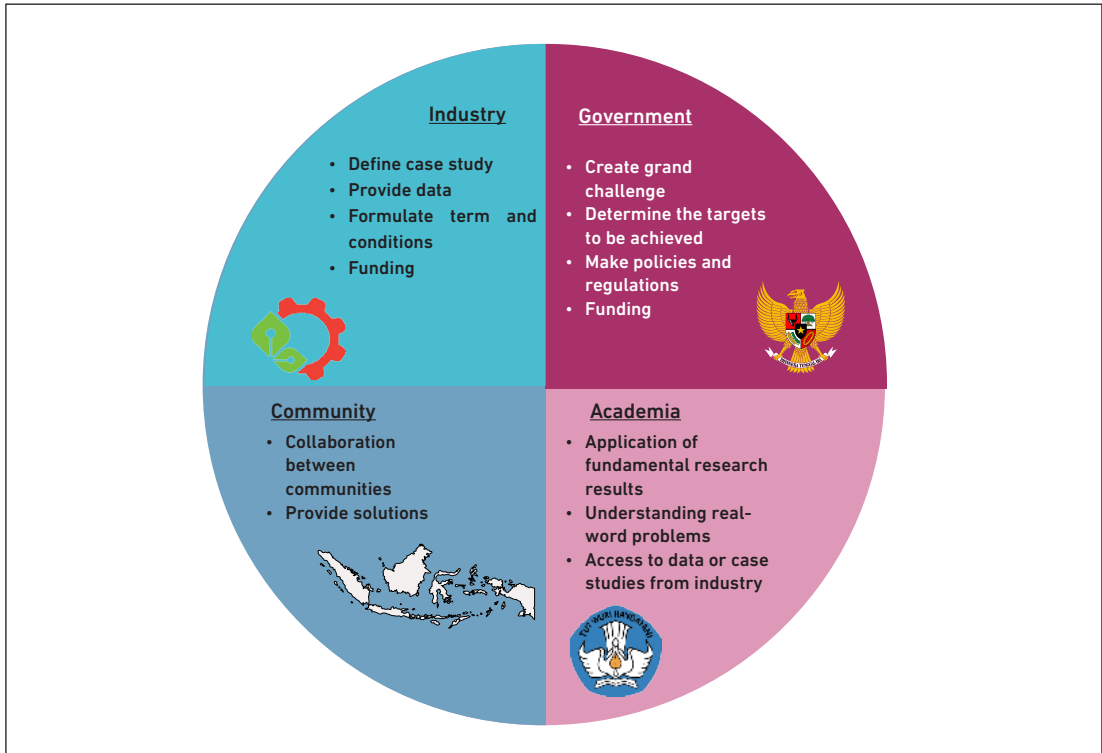 Industry
• Define case study
• Provide data
• Formulate term and
conditions
• Funding
Government
• Create grand
challenge
• Determine the targets
to be achieved
• Make policies and
regulations
• Funding
Community
• Collaboration
between
communities
• Provide solutions
Academia
• Application of
fundamental research
results
• Understanding real-
word problems
• Access to data or case
studies from industry
TUT WURI HANDAYANI